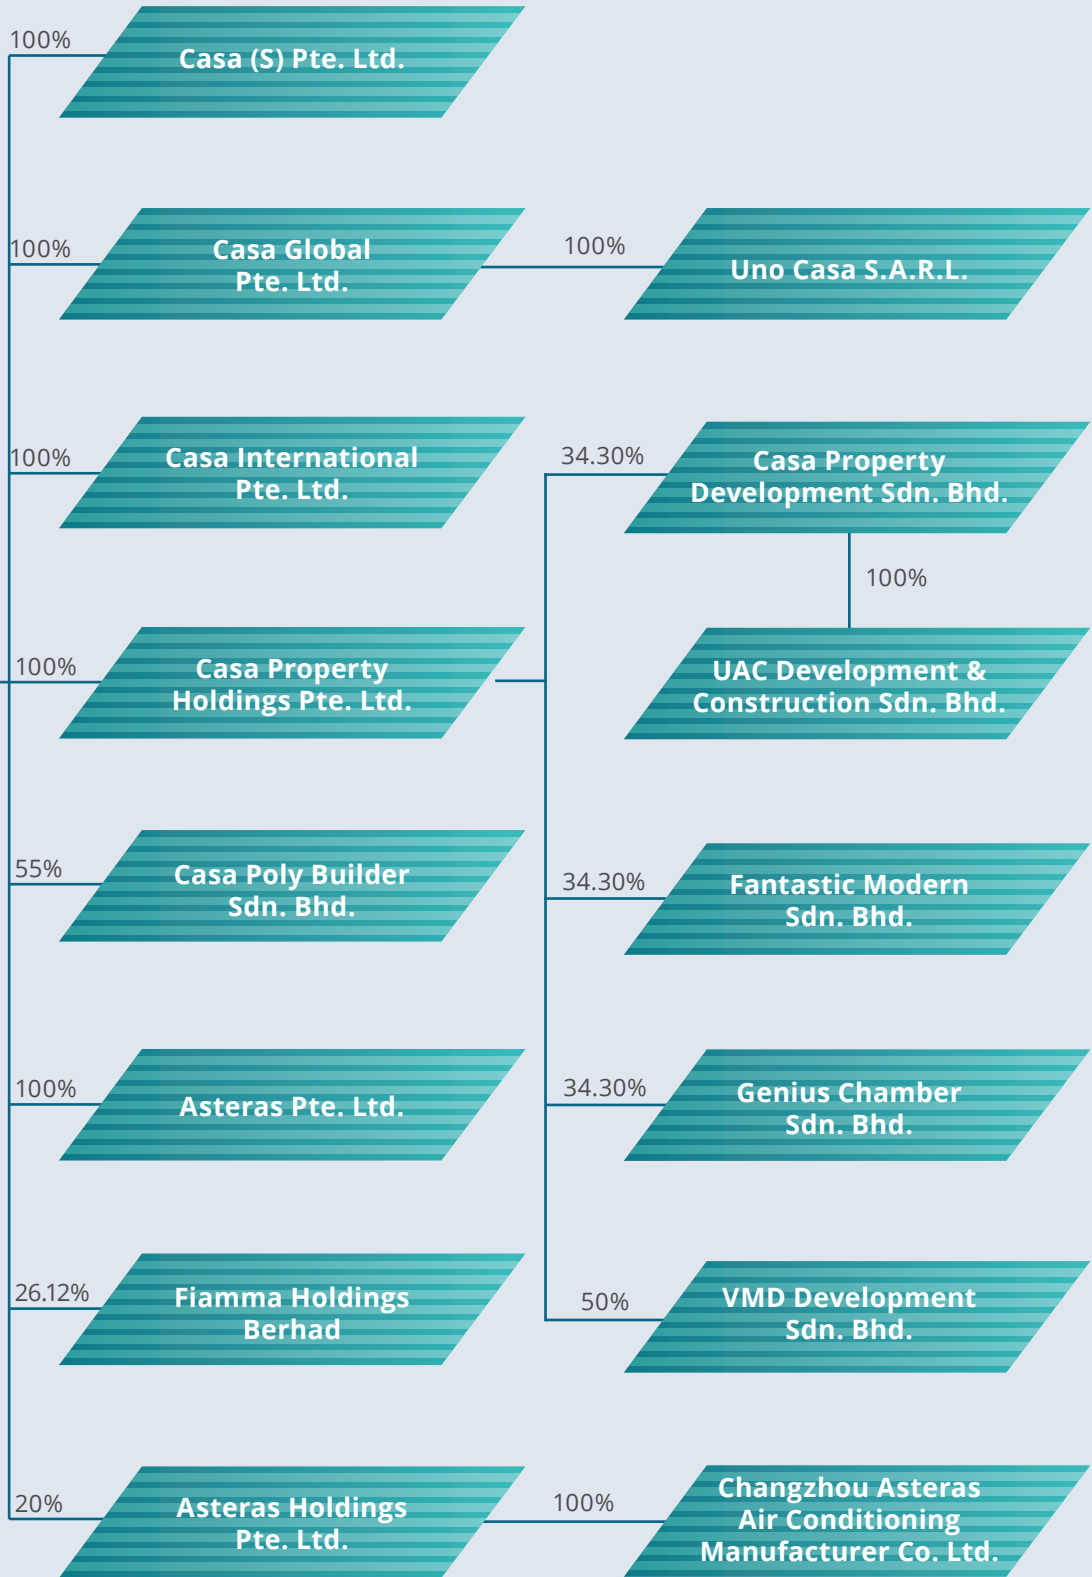 100%
Casa (S) Pte. Ltd.
100%
Casa Global
Pte. Ltd.
100%
Uno Casa S.A.R.L.
100%
Casa International
Pte. Ltd.
34.30%
Casa Property
Development Sdn. Bhd.
100%
100%
Casa Property
Holdings Pte. Ltd.
UAC Development &
Construction Sdn. Bhd.
55%
Casa Poly Builder
Sdn. Bhd.
34.30%
Fantastic Modern
Sdn. Bhd.
100%
Asteras Pte. Ltd.
34.30%
Genius Chamber
Sdn. Bhd.
26.12%
Fiamma Holdings
Berhad
50%
VMD Development
Sdn. Bhd.
20%
Asteras Holdings
Pte. Ltd.
100%
Changzhou Asteras
Air Conditioning
Manufacturer Co. Ltd.